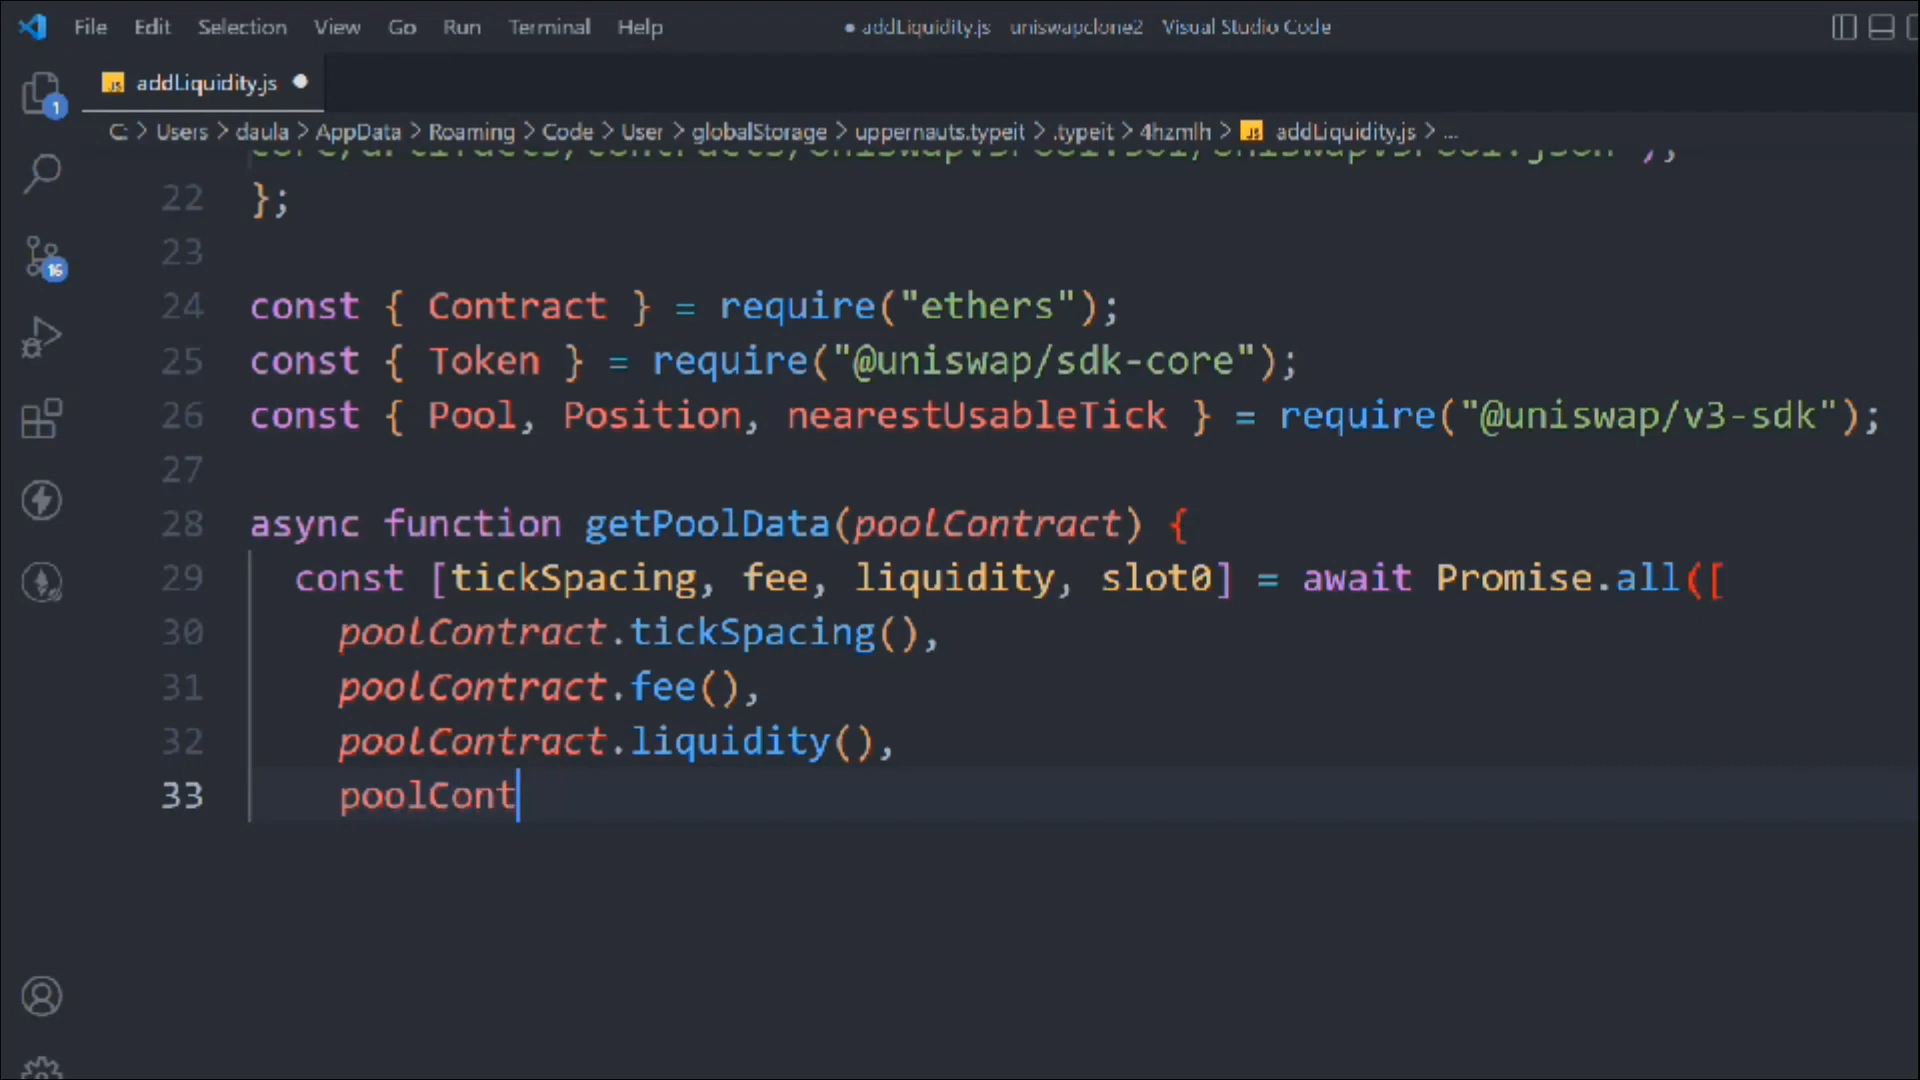 File Edit Selection View Go Run Terminal Help ● addLiquidity.js uniswapclone2 Visual Studio Code
JS addLiquidity.js ●
C: > Users > daula > AppData > Roaming > Code > User > globalStorage > uppernauts.typeit > .typeit > 4hzmlh > JS addLiquidity.js > ...
1
16
22 };
23
24 const { Contract } = require("ethers");
25 const { Token } = require("@uniswap/sdk-core");
26 const { Pool, Position, nearestUsableTick } = require("@uniswap/v3-sdk");
27
28 async function getPoolData(poolContract) {
29 const [tickSpacing, fee, liquidity, slot0] = await Promise.all([
30 poolContract.tickSpacing(),
31 poolContract.fee(),
32 poolContract.liquidity(),
33 poolCont